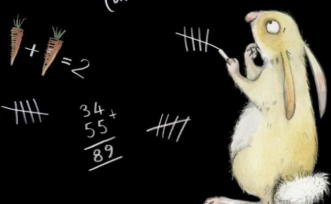 + = 2
34 +
55
89